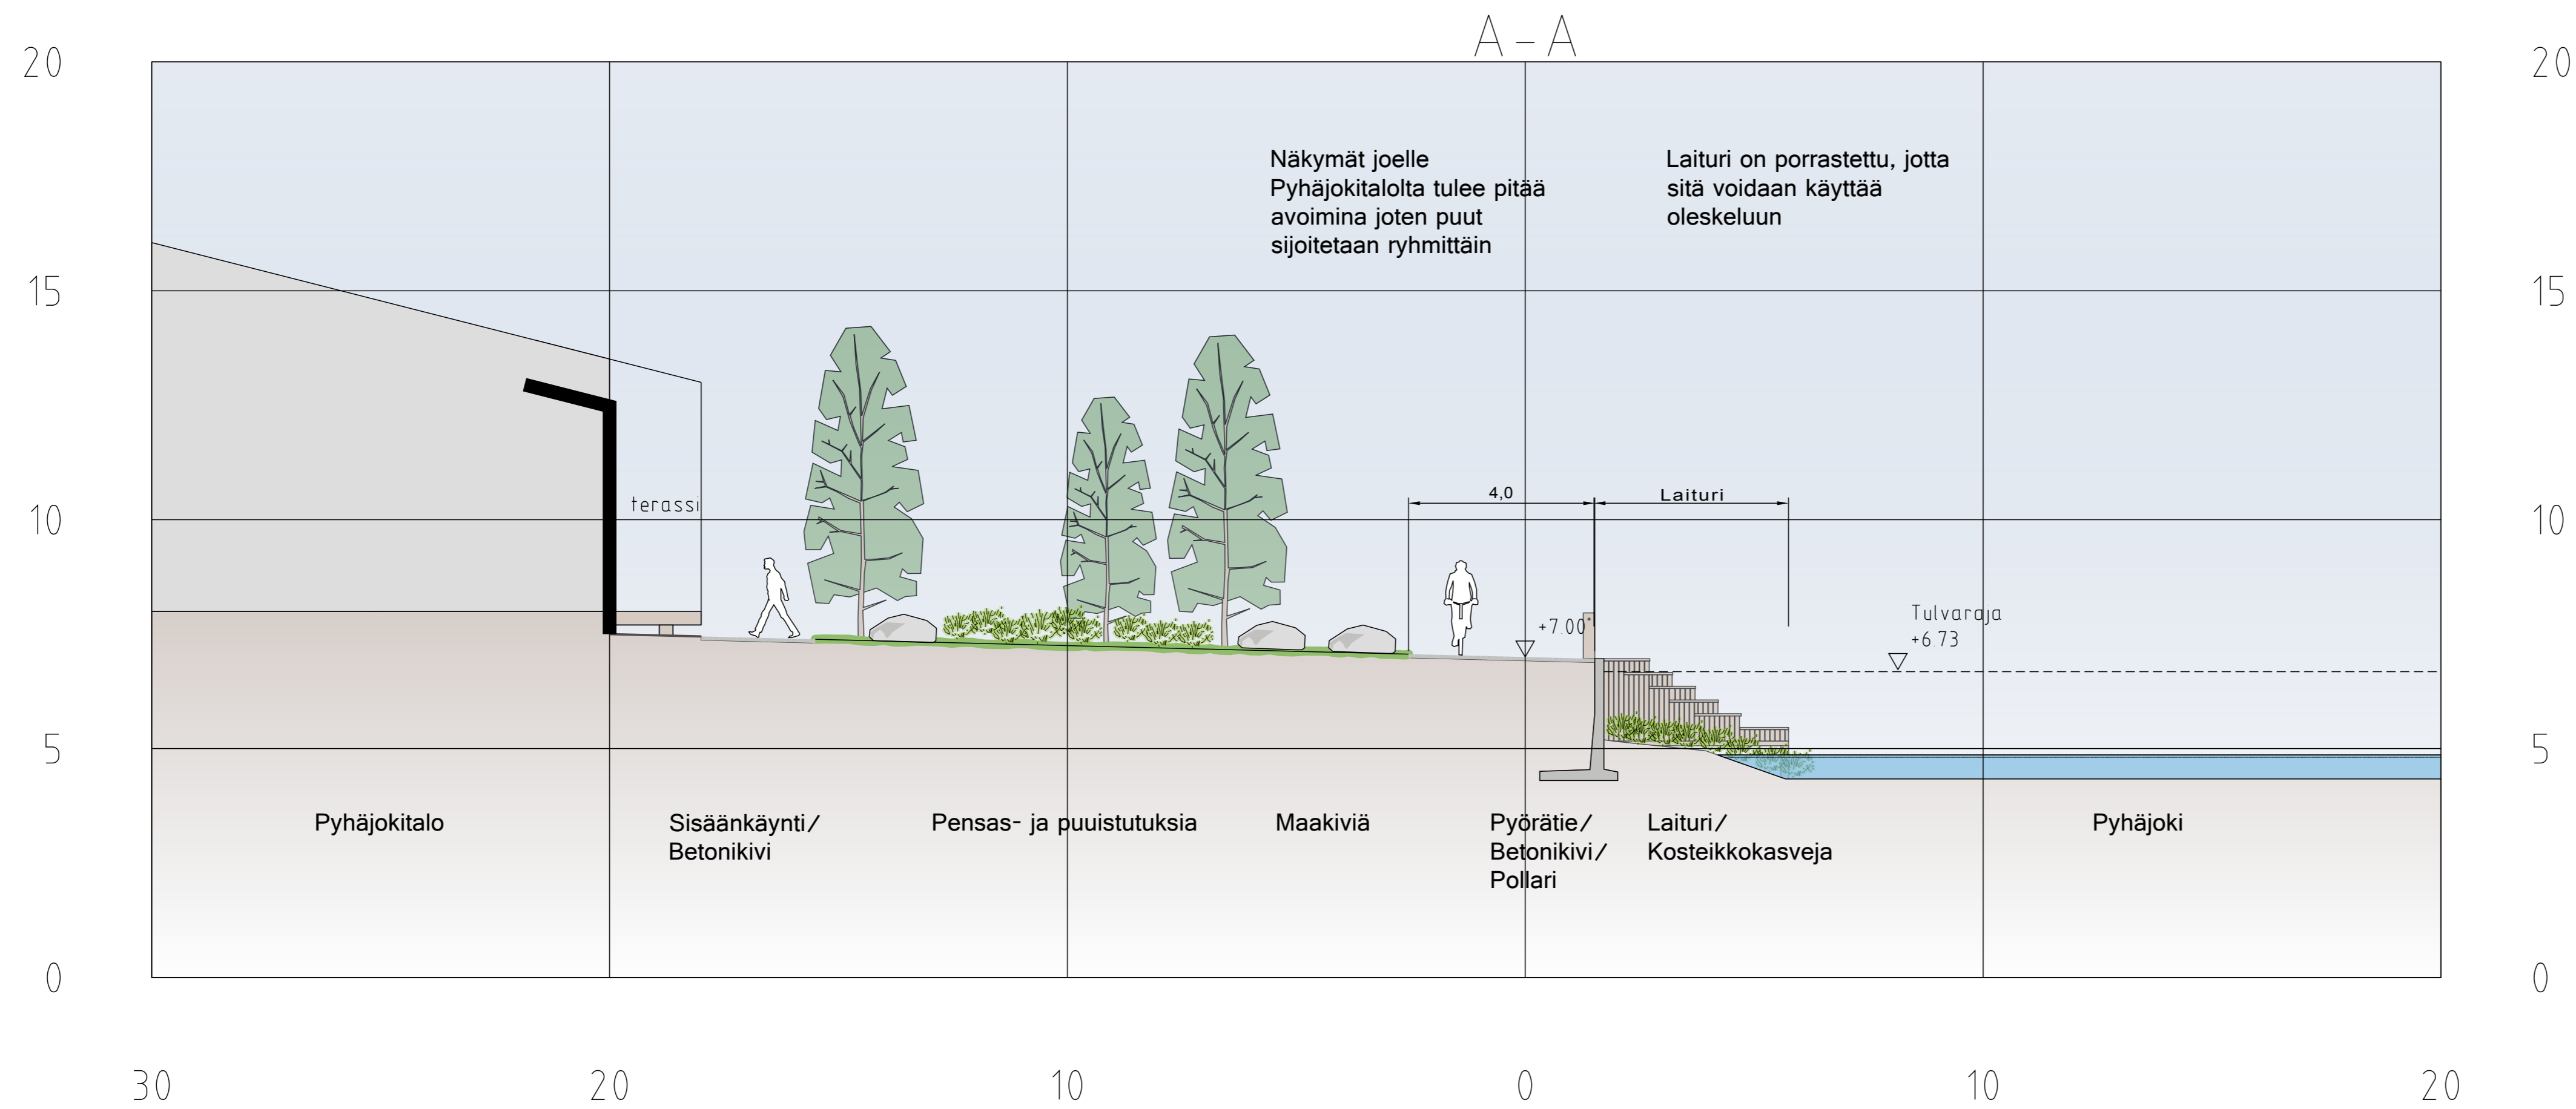 A-A
20
20
Näkymät joelle
Pyhäjokitalolta tulee pitää
avoimina joten puut
sijoitetaan ryhmittäin
Laituri on porrastettu, jotta
sitä voidaan käyttää
oleskeluun
15
15
terassi
4,0
Laituri
10
10
+7.00
Tulvaraja
+6.73
5
5
Pyhäjokitalo
Sisäänkäynti/
Betonikivi
Pensas- ja puuistutuksia
Maakiviä
Pyörätie/
Betonikivi/
Pollari
Laituri/
Kosteikkokasveja
Pyhäjoki
0
0
30
20
10
0
10
20